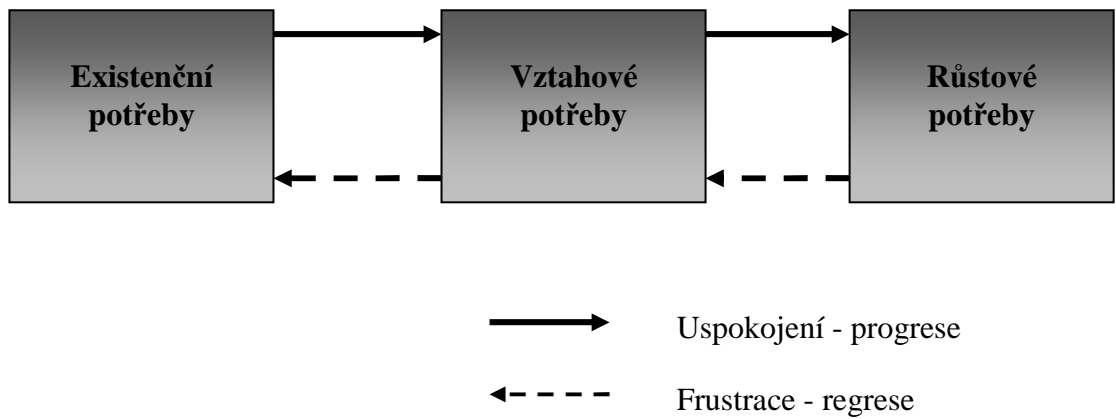 Existenční
potřeby
Vztahové
potřeby
Růstové
potřeby
Uspokojení - progrese
Frustrace - regrese